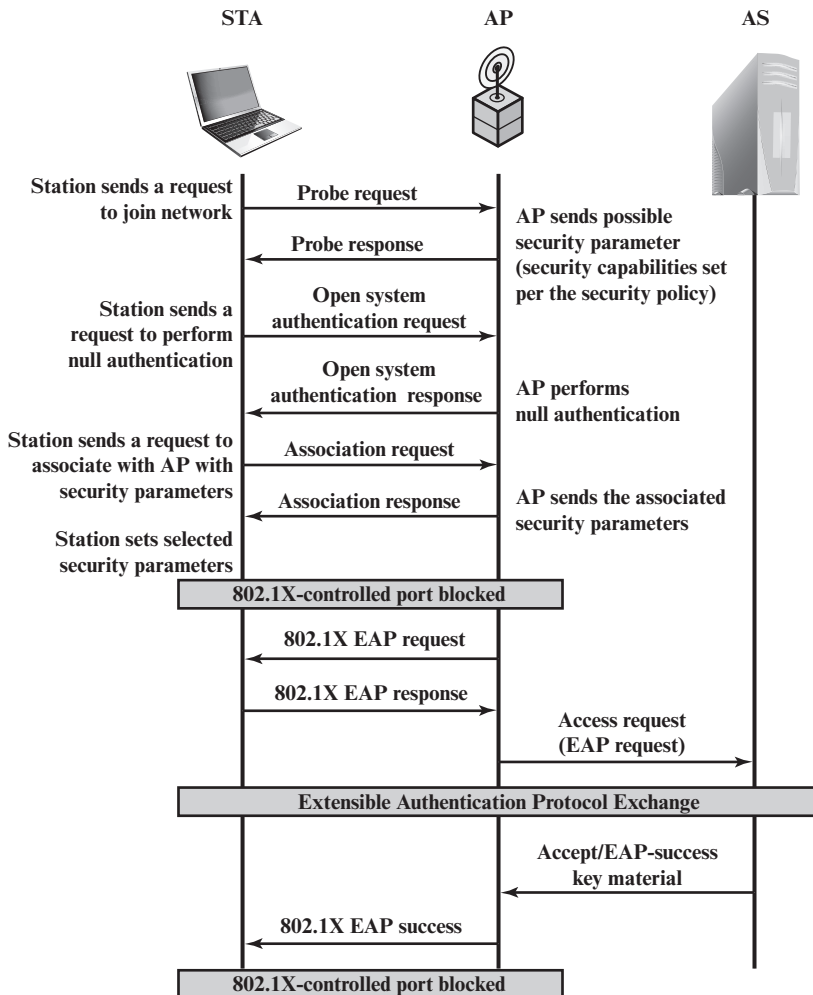 STA
AP
AS
Station sends a request
to join network
Probe request
AP sends possible
security parameter
(security capabilities set
per the security policy)
Probe response
Station sends a
request to perform
null authentication
Open system
authentication request
Open system
authentication response
AP performs
null authentication
Station sends a request to
associate with AP with
security parameters
Association request
Association response
AP sends the associated
security parameters
Station sets selected
security parameters
802.1X-controlled port blocked
802.1X EAP request
802.1X EAP response
Access request
(EAP request)
Extensible Authentication Protocol Exchange
Accept/EAP-success
key material
802.1X EAP success
802.1X-controlled port blocked